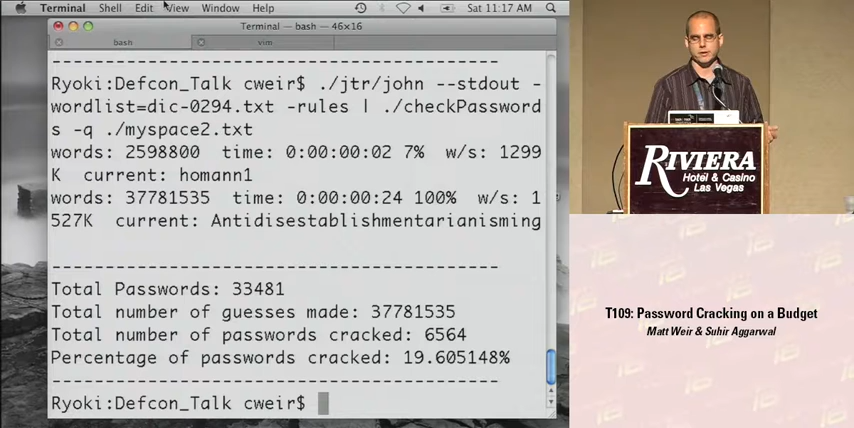 Terminal Shell Edit View Window Help
Sat 11:17 AM
Terminal — bash — 46×16
bash
vim
--------------------------------------
Ryoki:Defcon_Talk cweir$ ./jtr/john --stdout -
wordlist=dic-0294.txt -rules | ./checkPassword
s -q ./myspace2.txt
words: 2598800 time: 0:00:00:02 7% w/s: 1299
K current: homann1
words: 37781535 time: 0:00:00:24 100% w/s: 1
527K current: Antidisestablishmentarianisming
--------------------------------------
Total Passwords: 33481
Total number of guesses made: 37781535
Total number of passwords cracked: 6564
Percentage of passwords cracked: 19.605148%
--------------------------------------
Ryoki:Defcon_Talk cweir$
RIVIERA
Hotel & Casino
Las Vegas
T109: Password Cracking on a Budget
Matt Weir & Suhir Aggarwal